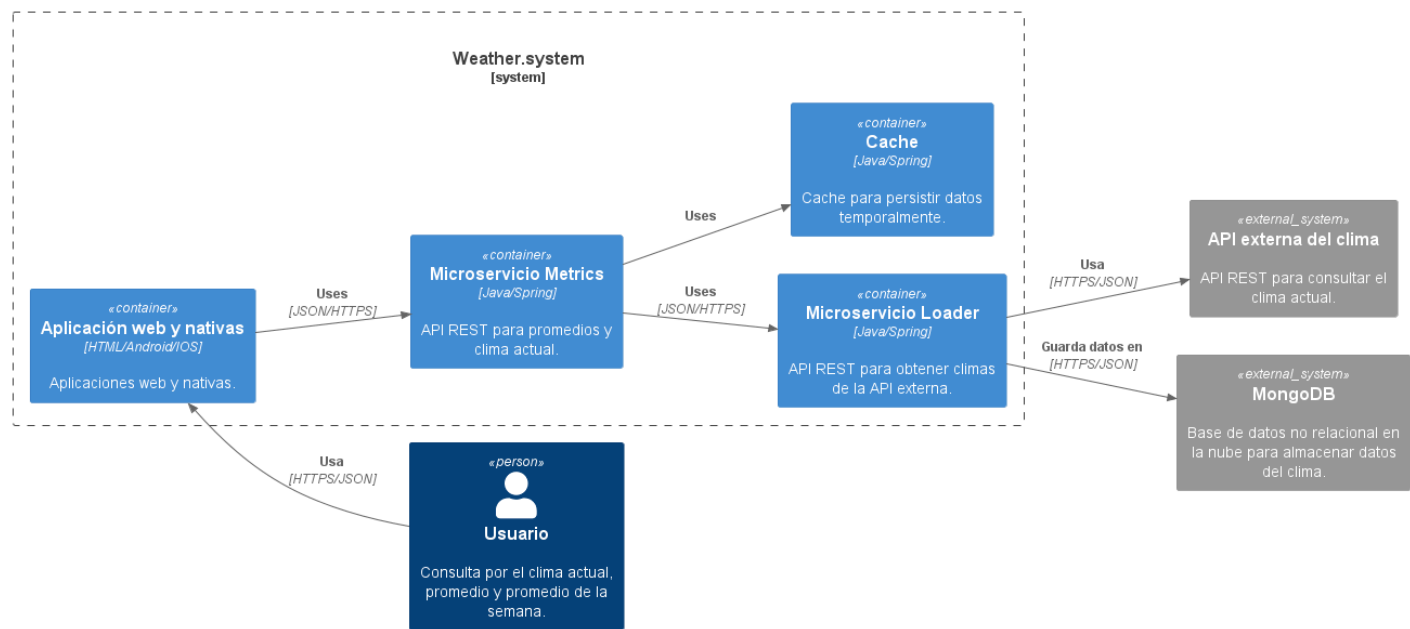 Weather.system
[system]
«container»
Cache
[Java/Spring]
Cache para persistir datos
temporalmente.
Uses
«container»
Microservicio Metrics
[Java/Spring]
API REST para promedios y
clima actual.
Uses
[JSON/HTTPS]
«container»
Aplicación web y nativas
[HTML/Android/IOS]
Aplicaciones web y nativas.
Uses
[JSON/HTTPS]
«container»
Microservicio Loader
[Java/Spring]
API REST para obtener climas
de la API externa.
Usa
[HTTPS/JSON]
«external_system»
API externa del clima
API REST para consultar el
clima actual.
Guarda datos en
[HTTPS/JSON]
«external_system»
MongoDB
Base de datos no relacional en
la nube para almacenar datos
del clima.
Usa
[HTTPS/JSON]
«person»
Usuario
Consulta por el clima actual,
promedio y promedio de la
semana.